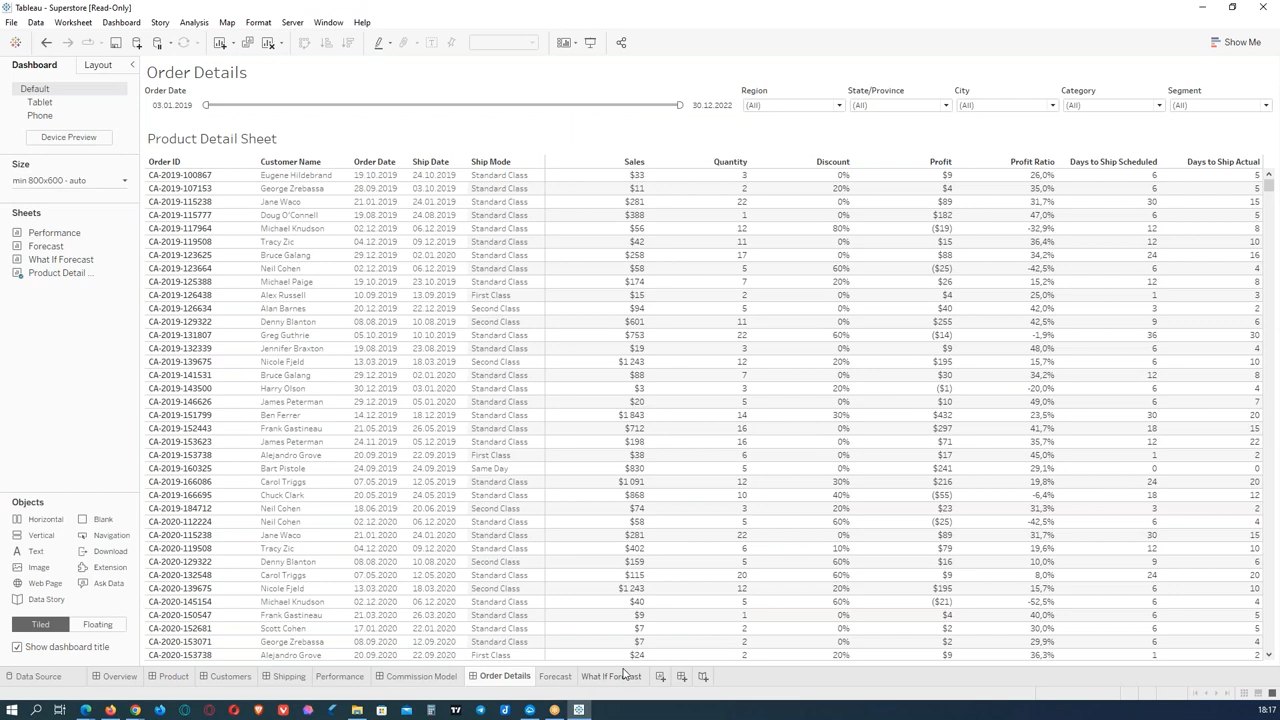 Tableau - Superstore [Read-Only]
File Data Worksheet Dashboard Story Analysis Map Format Server Window Help
Show Me
Dashboard Layout
Default
Tablet
Phone
Device Preview
Size
min 800x600 - auto
Sheets
Performance
Forecast
What If Forecast
Product Detail ...
Objects
Horizontal Blank
Vertical Navigation
Text Download
Image Extension
Web Page Ask Data
Data Story
Tiled Floating
Show dashboard title
Order Details
Order Date Region State/Province City Category Segment
03.01.2019 30.12.2022 (All) (All) (All) (All) (All)
Product Detail Sheet
Order ID Customer Name Order Date Ship Date Ship Mode Sales Quantity Discount Profit Profit Ratio Days to Ship Scheduled Days to Ship Actual
CA-2019-100867 Eugene Hildebrand 19.10.2019 24.10.2019 Standard Class $33 3 0% $9 26,0% 6 5
CA-2019-107153 George Zrebassa 28.09.2019 02.10.2019 Standard Class $11 2 20% $4 35,0% 6 4
CA-2019-115238 Jane Waco 21.01.2019 24.01.2019 Standard Class $281 22 0% $89 31,7% 30 15
CA-2019-115777 Doug O'Connell 19.08.2019 24.08.2019 Standard Class $388 1 0% $182 47,0% 6 5
CA-2019-117964 Michael Knudson 02.12.2019 06.12.2019 Standard Class $56 12 80% ($19) -32,9% 12 8
CA-2019-119508 Tracy Zic 04.12.2019 09.12.2019 Standard Class $42 11 0% $15 36,4% 12 10
CA-2019-123625 Bruce Galang 29.12.2019 02.01.2020 Standard Class $258 17 0% $88 34,2% 24 16
CA-2019-123664 Neil Cohen 02.12.2019 06.12.2019 Standard Class $58 5 60% ($25) -42,5% 6 4
CA-2019-125388 Michael Paige 19.10.2019 23.10.2019 Standard Class $174 7 20% $26 15,2% 12 8
CA-2019-126438 Alex Russell 10.09.2019 13.09.2019 First Class $15 2 0% $4 25,0% 1 3
CA-2019-126634 Alan Barnes 20.12.2019 22.12.2019 Second Class $94 5 0% $40 42,0% 3 2
CA-2019-129322 Denny Blanton 08.08.2019 10.08.2019 Second Class $601 11 0% $255 42,5% 9 6
CA-2019-131807 Greg Guthrie 05.10.2019 10.10.2019 Standard Class $753 22 60% ($14) -1,9% 36 30
CA-2019-132339 Jennifer Braxton 19.08.2019 23.08.2019 Standard Class $19 3 0% $9 48,0% 6 4
CA-2019-139675 Nicole Fjeld 13.03.2019 18.03.2019 Second Class $1 243 12 20% $195 15,7% 6 10
CA-2019-141531 Bruce Galang 29.12.2019 02.01.2020 Standard Class $88 7 0% $30 34,2% 12 8
CA-2019-143500 Harry Olson 30.12.2019 03.01.2020 Standard Class $3 3 20% ($1) -20,0% 6 4
CA-2019-146626 James Peterman 29.12.2019 05.01.2020 Standard Class $20 5 0% $10 49,0% 6 7
CA-2019-151799 Ben Ferrer 14.12.2019 18.12.2019 Standard Class $1 843 14 30% $432 23,5% 30 20
CA-2019-152443 Frank Gastineau 21.05.2019 26.05.2019 Standard Class $712 16 0% $297 41,7% 18 15
CA-2019-153623 James Peterman 24.11.2019 05.12.2019 Standard Class $198 16 0% $71 35,7% 12 22
CA-2019-153738 Alejandro Grove 20.09.2019 22.09.2019 First Class $38 6 0% $17 45,0% 1 2
CA-2019-160325 Bart Pistole 24.09.2019 24.09.2019 Same Day $830 5 0% $241 29,1% 0 0
CA-2019-166086 Carol Triggs 07.05.2019 12.05.2019 Standard Class $1 091 12 30% $216 19,8% 24 20
CA-2019-166695 Chuck Clark 20.05.2019 24.05.2019 Standard Class $868 10 40% ($55) -6,4% 18 12
CA-2019-184712 Neil Cohen 18.06.2019 20.06.2019 Second Class $74 3 20% $23 31,3% 3 2
CA-2020-112224 Neil Cohen 02.12.2020 06.12.2020 Standard Class $58 5 60% ($25) -42,5% 6 4
CA-2020-115238 Jane Waco 21.01.2020 24.01.2020 Standard Class $281 22 0% $89 31,7% 30 15
CA-2020-119508 Tracy Zic 04.12.2020 09.12.2020 Standard Class $402 6 10% $79 19,6% 12 10
CA-2020-129322 Denny Blanton 08.08.2020 10.08.2020 Second Class $159 5 60% $16 10,0% 9 6
CA-2020-132548 Carol Triggs 07.05.2020 12.05.2020 Standard Class $115 20 60% $9 8,0% 24 20
CA-2020-139675 Nicole Fjeld 13.03.2020 18.03.2020 Second Class $1 243 12 20% $195 15,7% 6 10
CA-2020-145154 Michael Knudson 02.12.2020 06.12.2020 Standard Class $40 5 60% ($21) -52,5% 6 4
CA-2020-150547 Frank Gastineau 21.03.2020 26.03.2020 Standard Class $9 1 0% $4 40,0% 6 5
CA-2020-152681 Scott Cohen 17.01.2020 22.01.2020 Standard Class $7 2 0% $2 30,0% 6 5
CA-2020-153071 George Zrebassa 08.09.2020 12.09.2020 Standard Class $7 2 0% $2 29,9% 6 4
CA-2020-153738 Alejandro Grove 20.09.2020 22.09.2020 First Class $24 2 20% $9 36,3% 1 2
Data Source Overview Product Customers Shipping Performance Commission Model Order Details Forecast What If Forecast
18:17